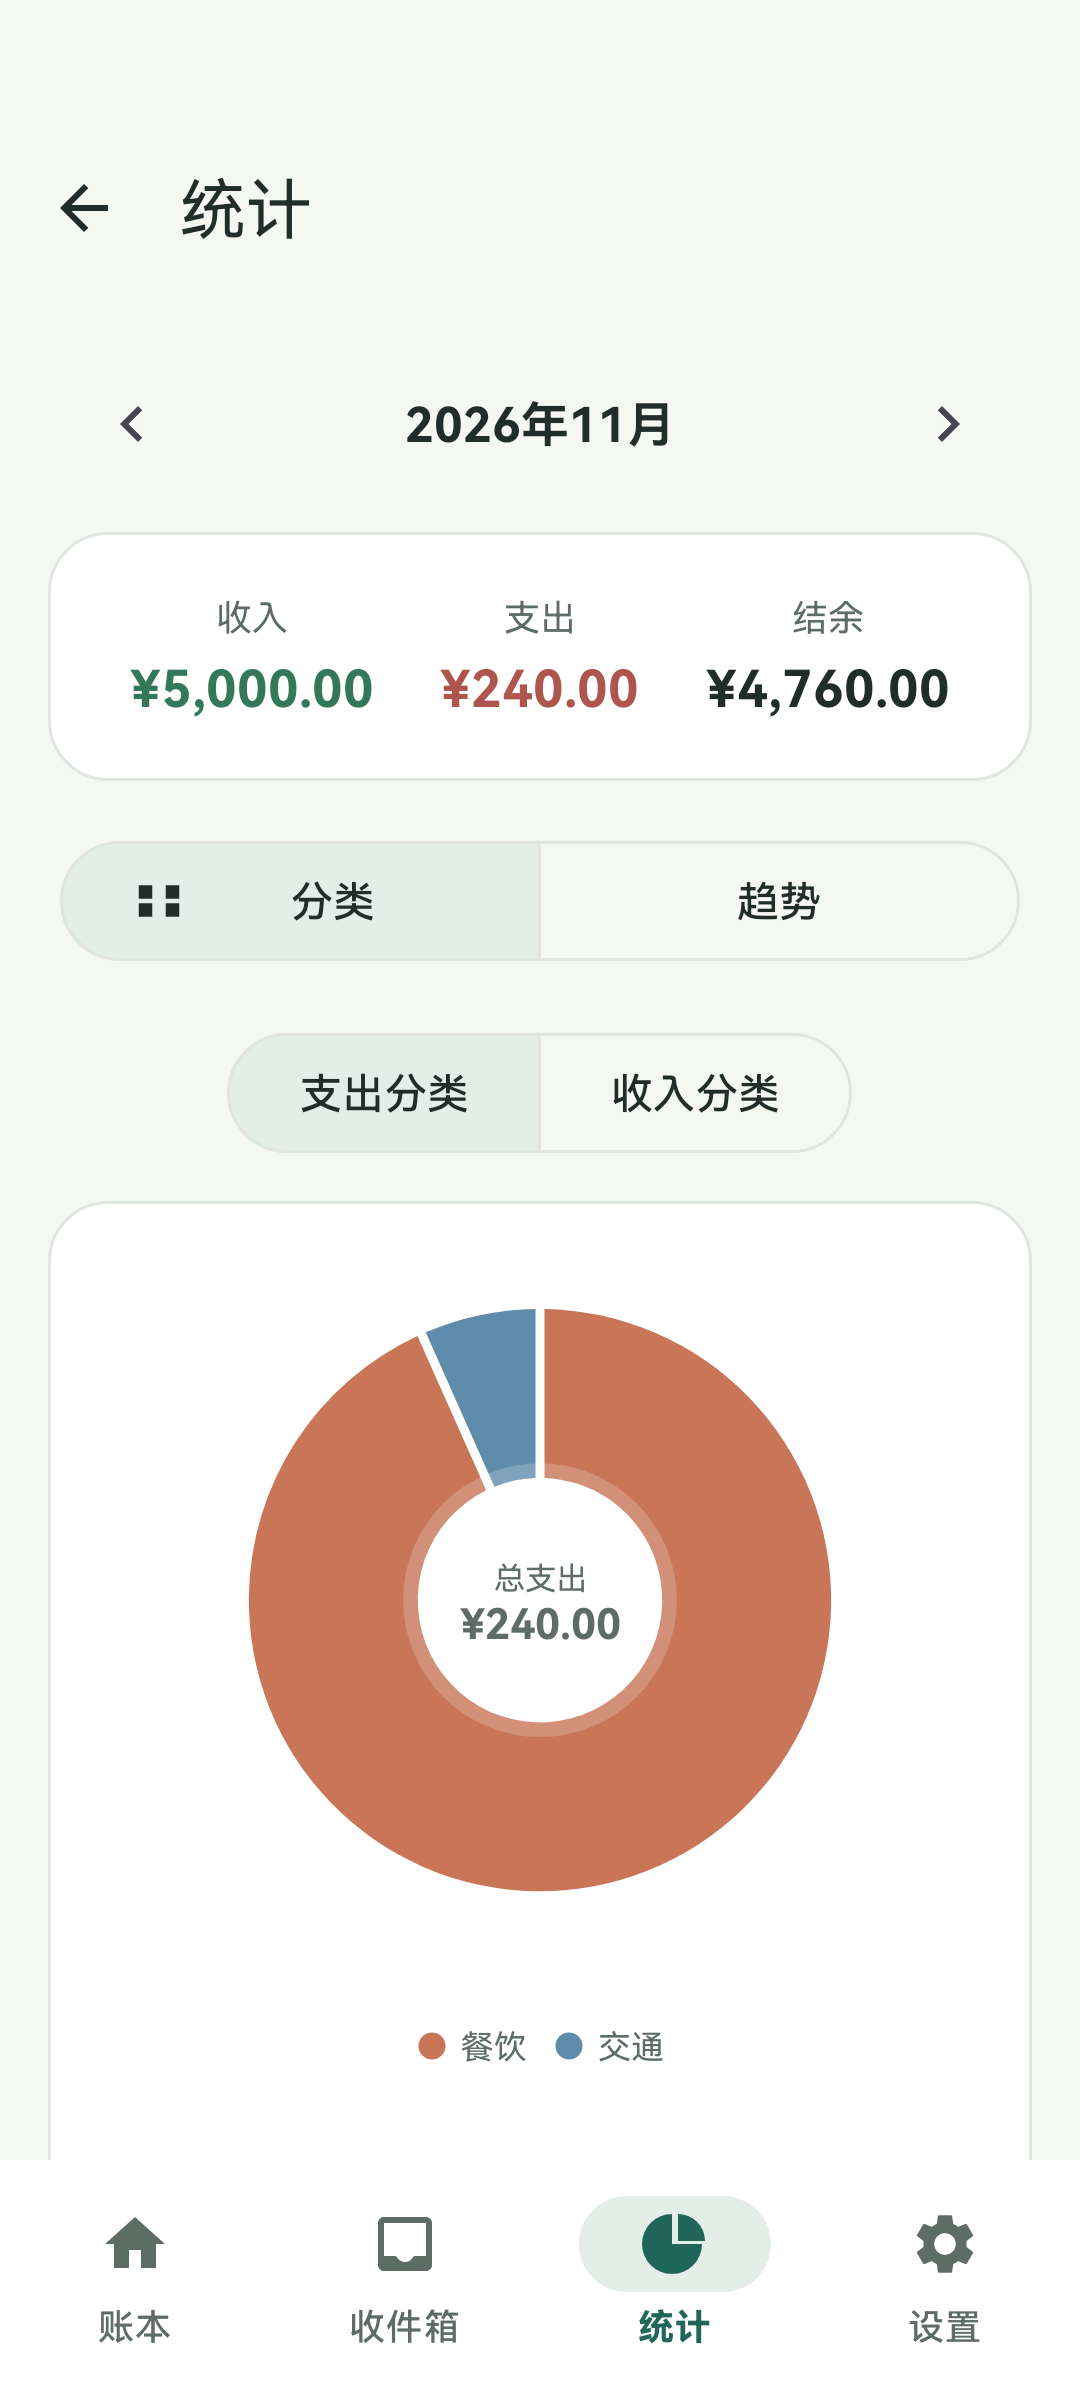 统计
2026年11月
收入 支出 结余
¥5,000.00 ¥240.00 ¥4,760.00
分类 趋势
支出分类 收入分类
总支出
¥240.00
餐饮 交通
账本 收件箱 统计 设置